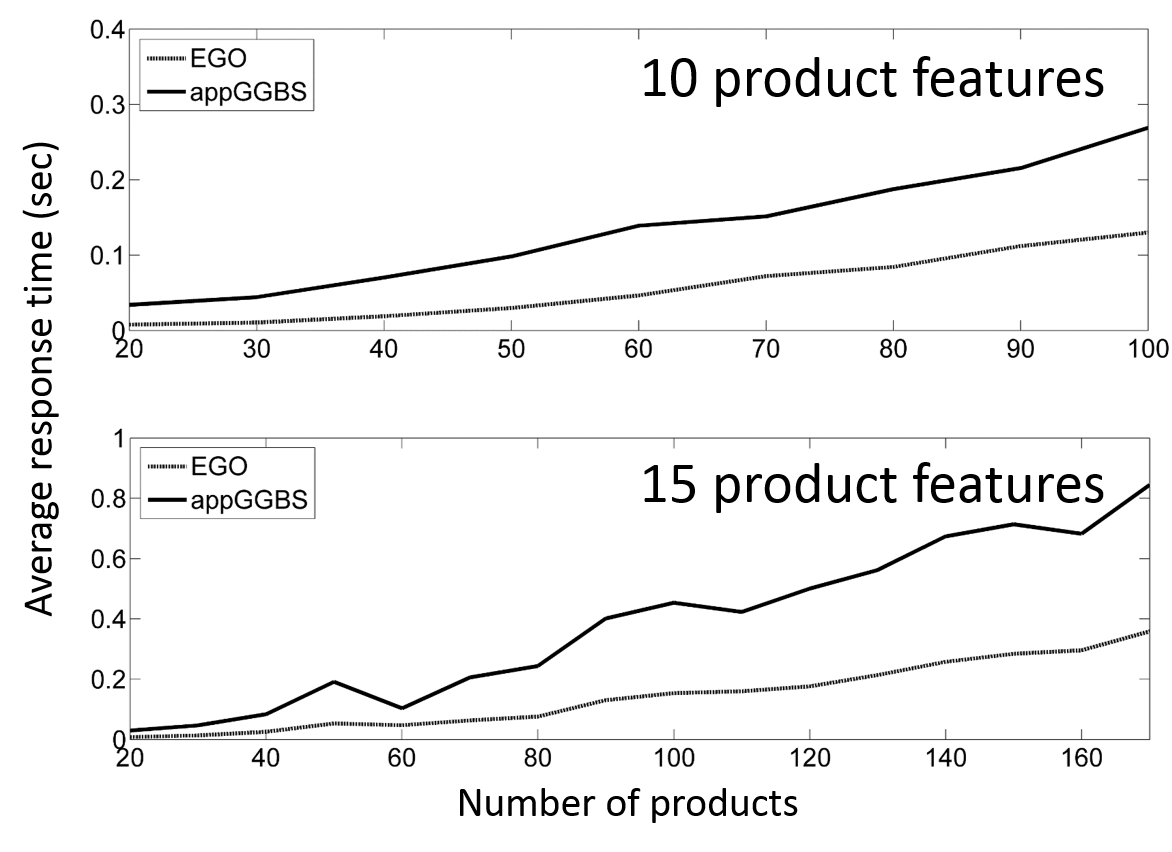 0.4
0.3
0.2
0.1
0
EGO
appGGBS
10 product features
20 30 40 50 60 70 80 90 100
Average response time (sec)
1
0.8
0.6
0.4
0.2
0
EGO
appGGBS
15 product features
20 40 60 80 100 120 140 160
Number of products